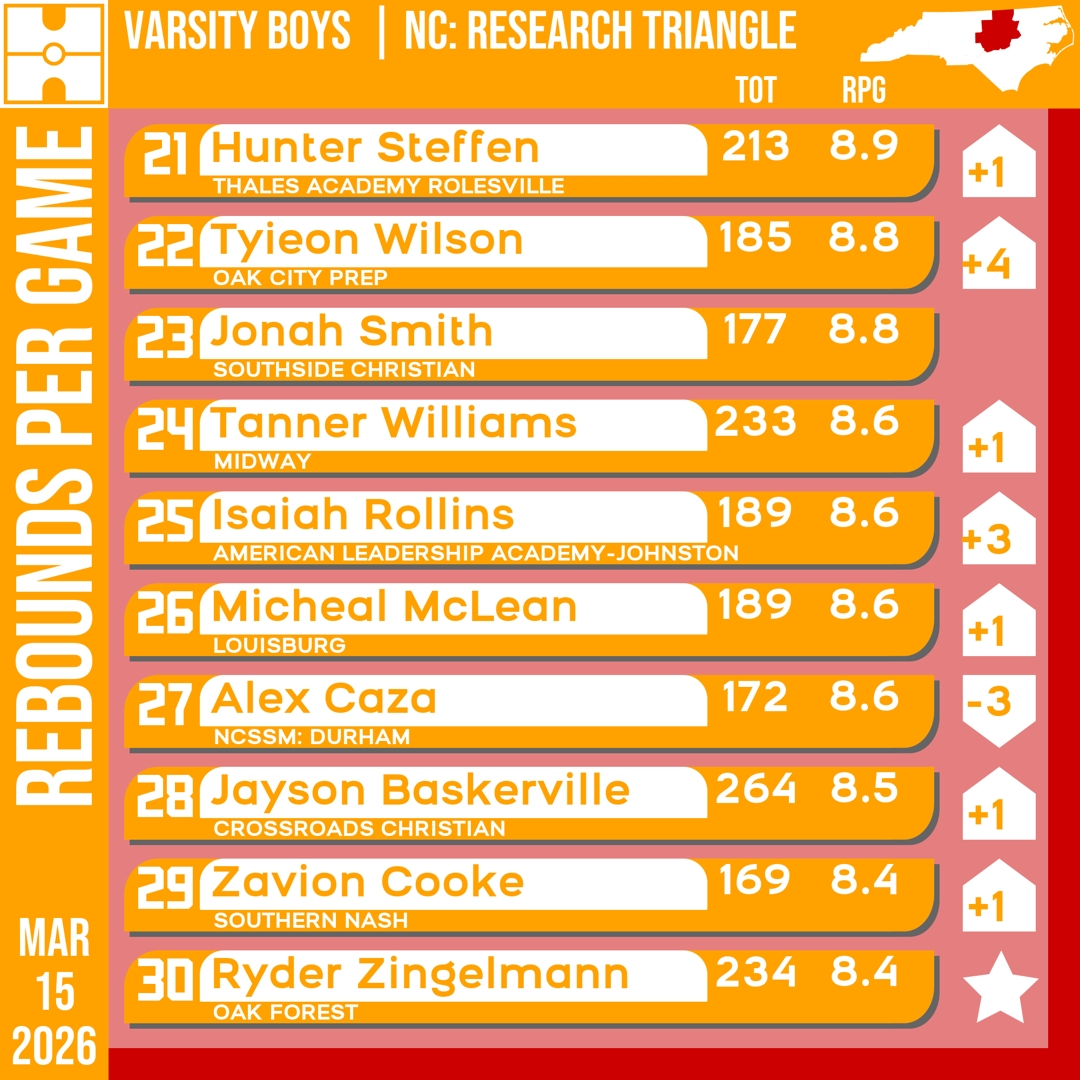 VARSITY BOYS | NC: RESEARCH TRIANGLE
TOT RPG
REBOUNDS PER GAME
MAR
15
2026
21 Hunter Steffen 213 8.9 +1
THALES ACADEMY ROLESVILLE
22 Tyieon Wilson 185 8.8 +4
OAK CITY PREP
23 Jonah Smith 177 8.8
SOUTHSIDE CHRISTIAN
24 Tanner Williams 233 8.6 +1
MIDWAY
25 Isaiah Rollins 189 8.6 +3
AMERICAN LEADERSHIP ACADEMY-JOHNSTON
26 Micheal McLean 189 8.6 +1
LOUISBURG
27 Alex Caza 172 8.6 -3
NCSSM: DURHAM
28 Jayson Baskerville 264 8.5 +1
CROSSROADS CHRISTIAN
29 Zavion Cooke 169 8.4 +1
SOUTHERN NASH
30 Ryder Zingelmann 234 8.4
OAK FOREST